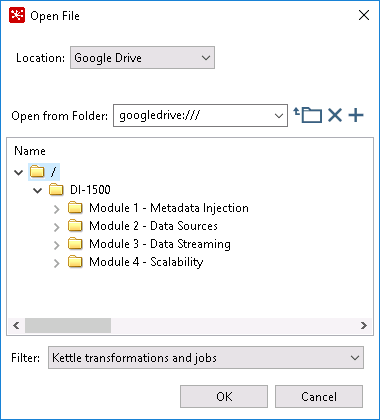 Open File
Location: Google Drive
Open from Folder: googledrive:///
Name
/
DI-1500
Module 1 - Metadata Injection
Module 2 - Data Sources
Module 3 - Data Streaming
Module 4 - Scalability
Filter: Kettle transformations and jobs
OK Cancel